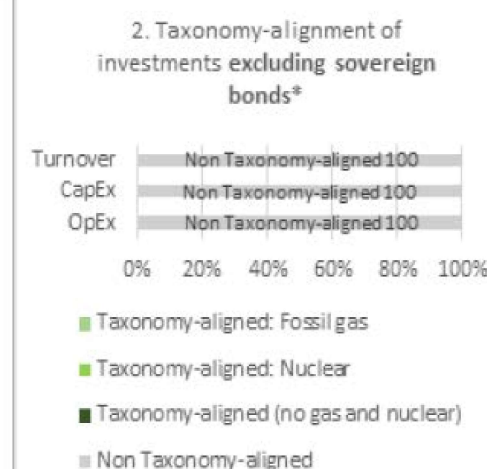 2. Taxonomy-alignment of
investments excluding sovereign
bonds*
Turnover Non Taxonomy-aligned 100
CapEx Non Taxonomy-aligned 100
OpEx Non Taxonomy-aligned 100
0% 20% 40% 60% 80% 100%
Taxonomy-aligned: Fossil gas
Taxonomy-aligned: Nuclear
Taxonomy-aligned (no gas and nuclear)
Non Taxonomy-aligned